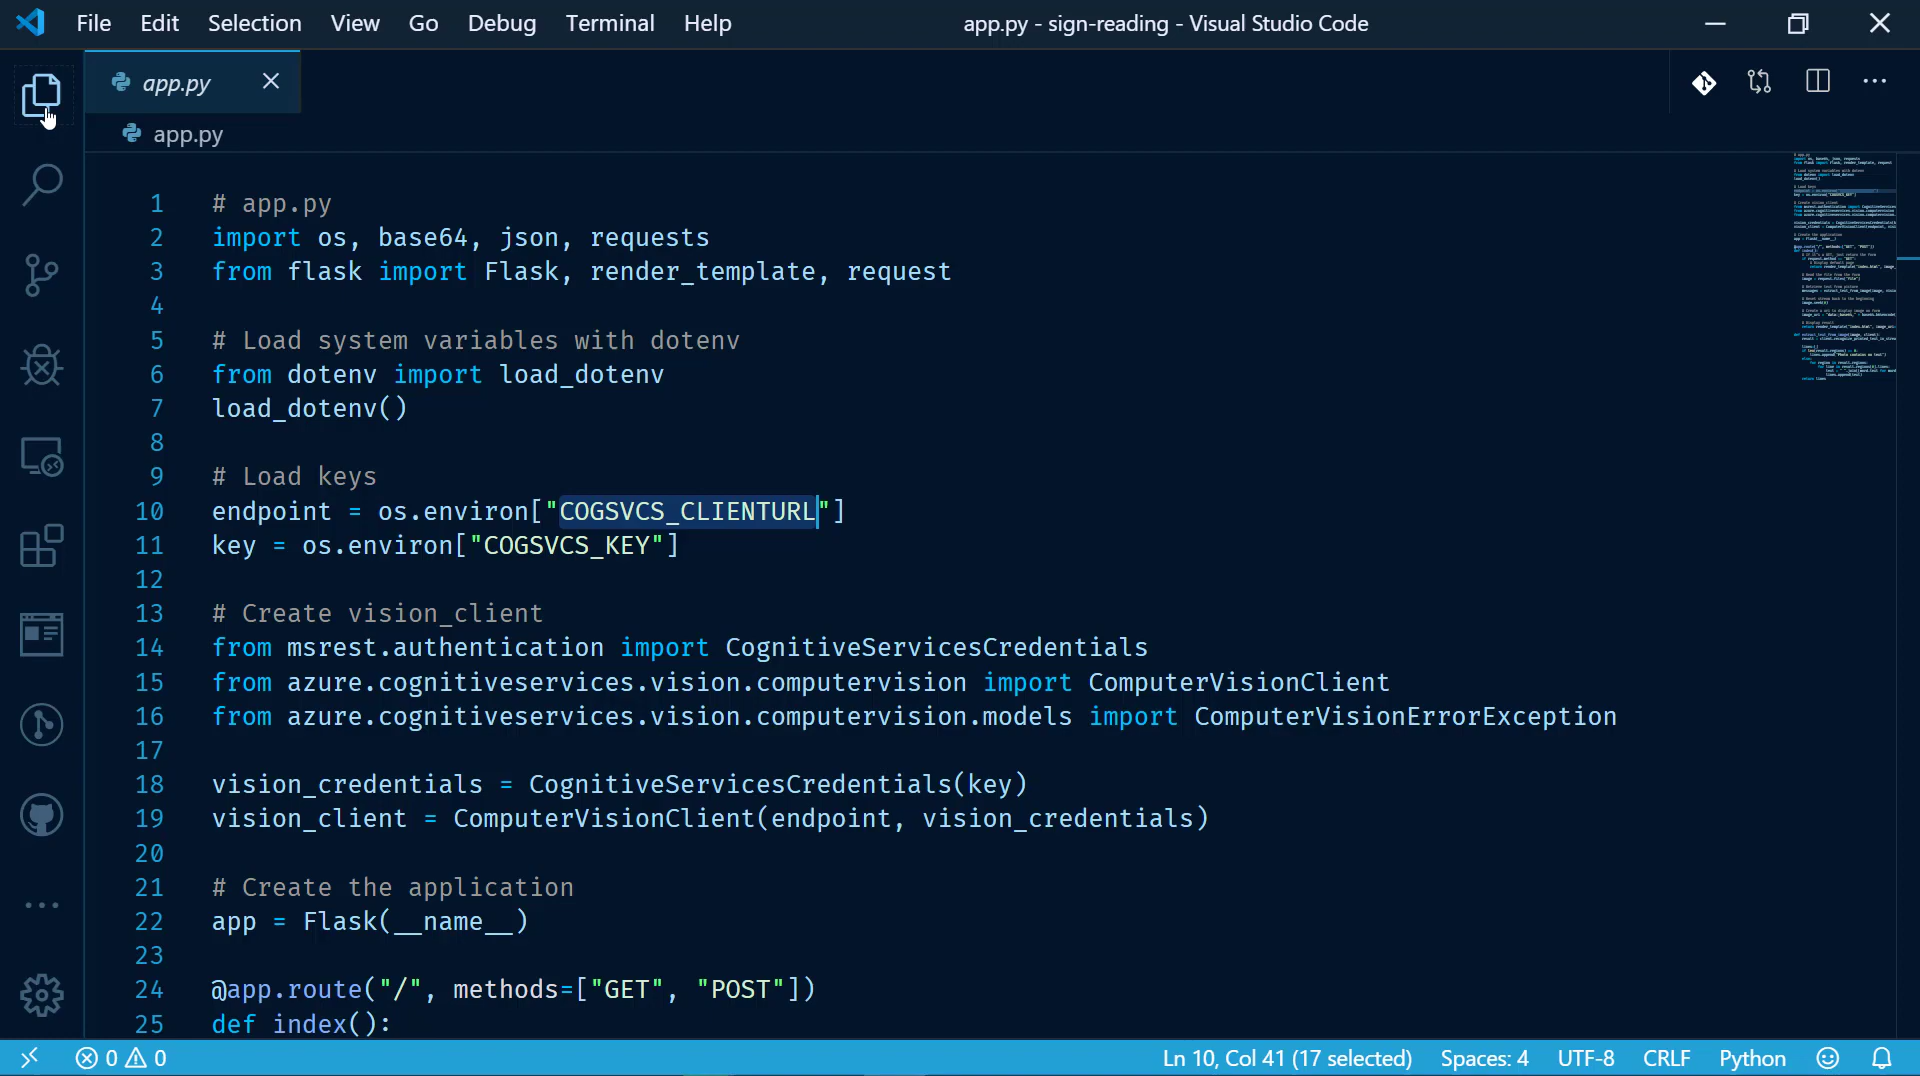 File Edit Selection View Go Debug Terminal Help app.py - sign-reading - Visual Studio Code
app.py
app.py
1 # app.py
2 import os, base64, json, requests
3 from flask import Flask, render_template, request
4
5 # Load system variables with dotenv
6 from dotenv import load_dotenv
7 load_dotenv()
8
9 # Load keys
10 endpoint = os.environ["COGSVCS_CLIENTURL"]
11 key = os.environ["COGSVCS_KEY"]
12
13 # Create vision_client
14 from msrest.authentication import CognitiveServicesCredentials
15 from azure.cognitiveservices.vision.computervision import ComputerVisionClient
16 from azure.cognitiveservices.vision.computervision.models import ComputerVisionErrorException
17
18 vision_credentials = CognitiveServicesCredentials(key)
19 vision_client = ComputerVisionClient(endpoint, vision_credentials)
20
21 # Create the application
22 app = Flask(__name__)
23
24 @app.route("/", methods=["GET", "POST"])
25 def index():
0 0 Ln 10, Col 41 (17 selected) Spaces: 4 UTF-8 CRLF Python